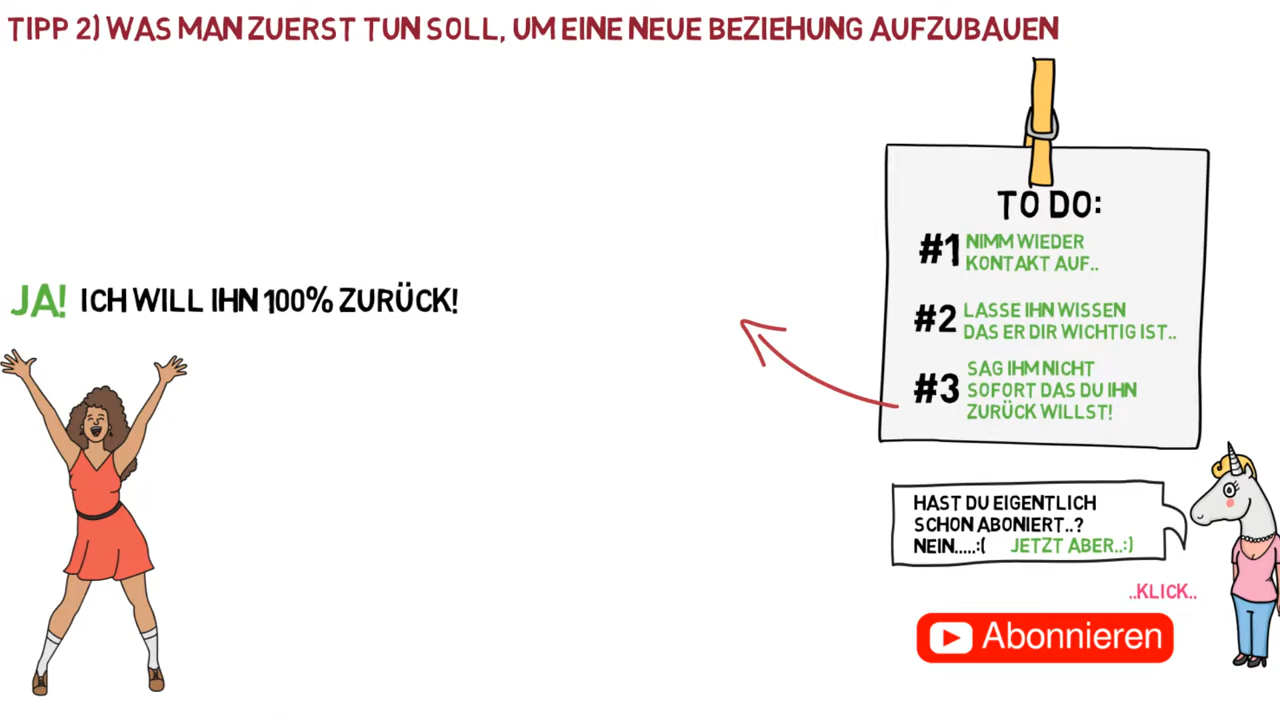 TIPP 2) WAS MAN ZUERST TUN SOLL, UM EINE NEUE BEZIEHUNG AUFZUBAUEN
JA! ICH WILL IHN 100% ZURÜCK!
TO DO:
#1 NIMM WIEDER
KONTAKT AUF..
#2 LASSE IHN WISSEN
DAS ER DIR WICHTIG IST..
#3 SAG IHM NICHT
SOFORT DAS DU IHN
ZURÜCK WILLST!
HAST DU EIGENTLICH
SCHON ABONIERT..?
NEIN.....:( JETZT ABER..:)
..KLICK..
Abonnieren